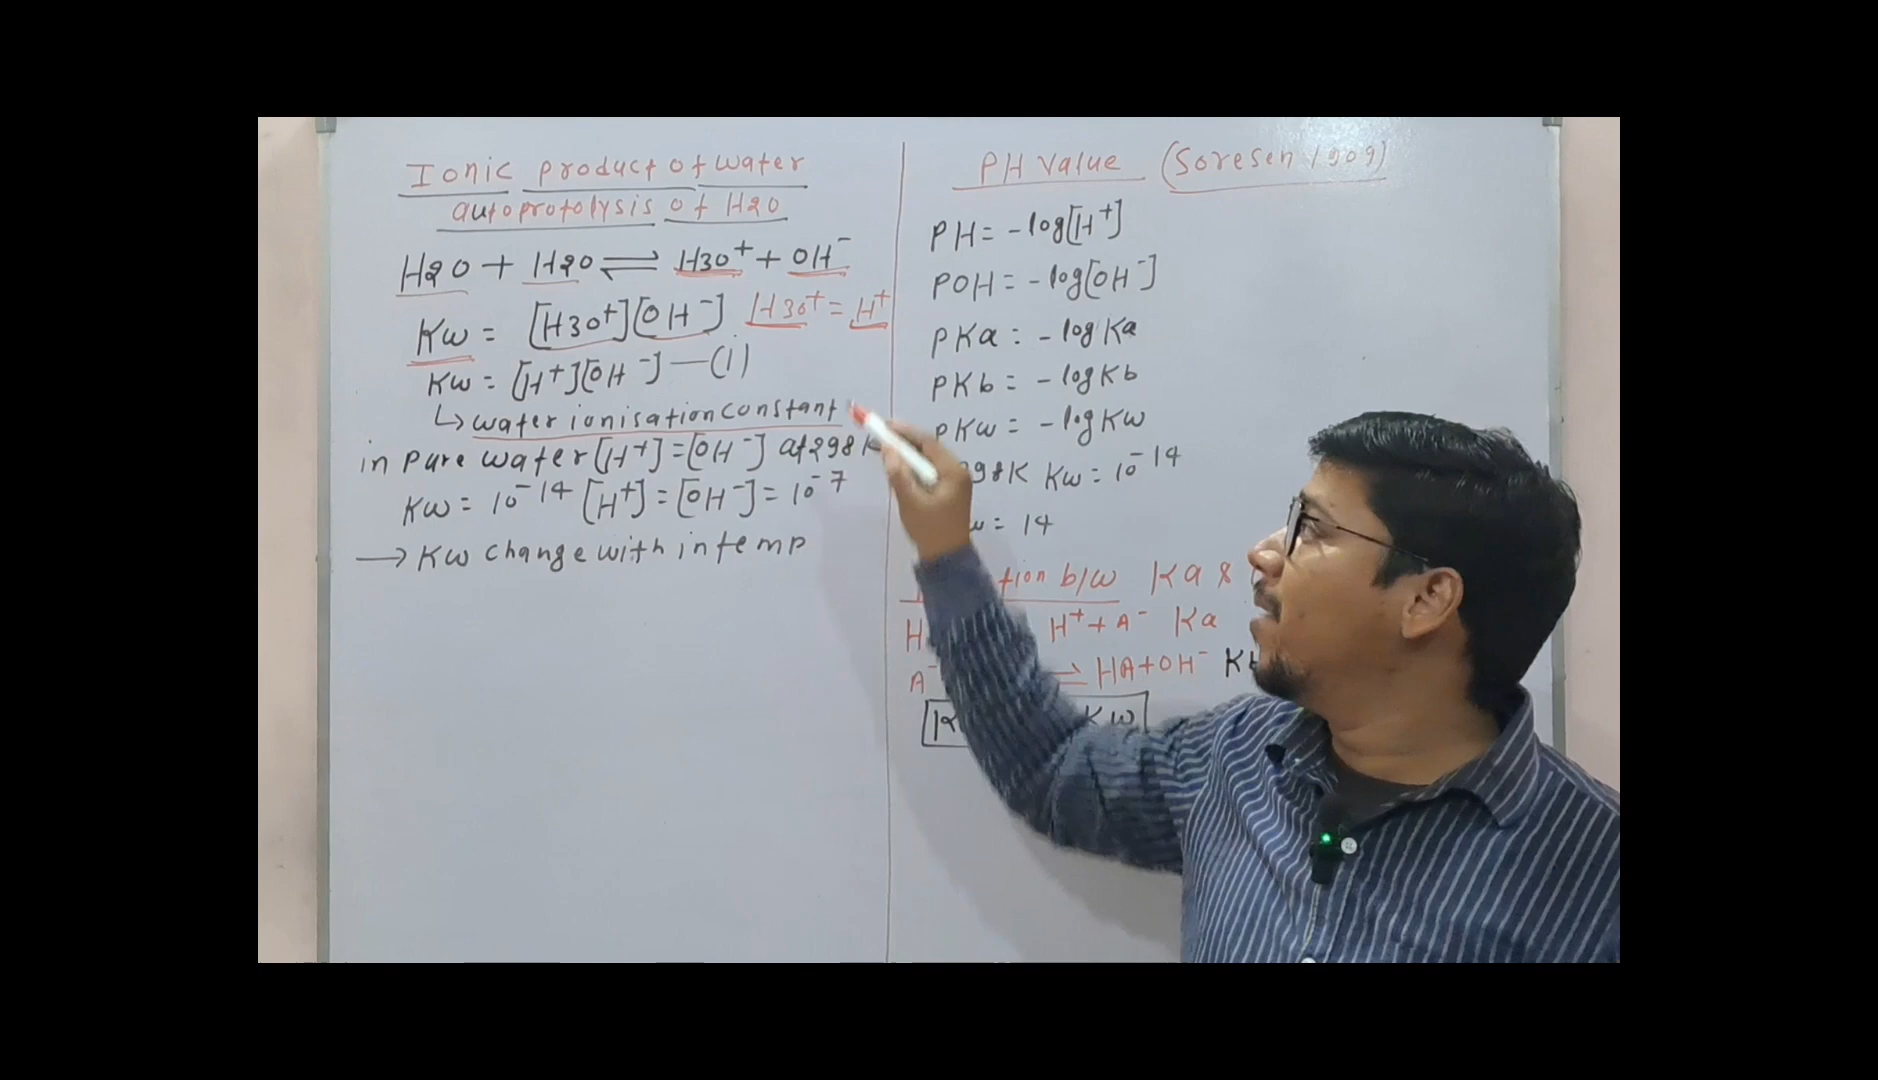 Ionic product of water
autoprotolysis of H2O
H2O + H2O ⇌ H3O+ + OH-
Kw = [H3O+][OH-] H3O+ = H+
Kw = [H+][OH-] —(i)
↳ water ionisation constant
in pure water [H+] = [OH-] at 298 K
Kw = 10^-14 [H+] = [OH-] = 10^-7
→ Kw change with in temp
PH value (Soresen 1909)
PH = -log[H+]
POH = -log[OH-]
PKa = -log Ka
PKb = -log Kb
PKw = -log Kw
98K Kw = 10^-14
w = 14
tion b/w Ka &
H H+ + A- Ka
A- ⇌ HA + OH- Kb
K Kw